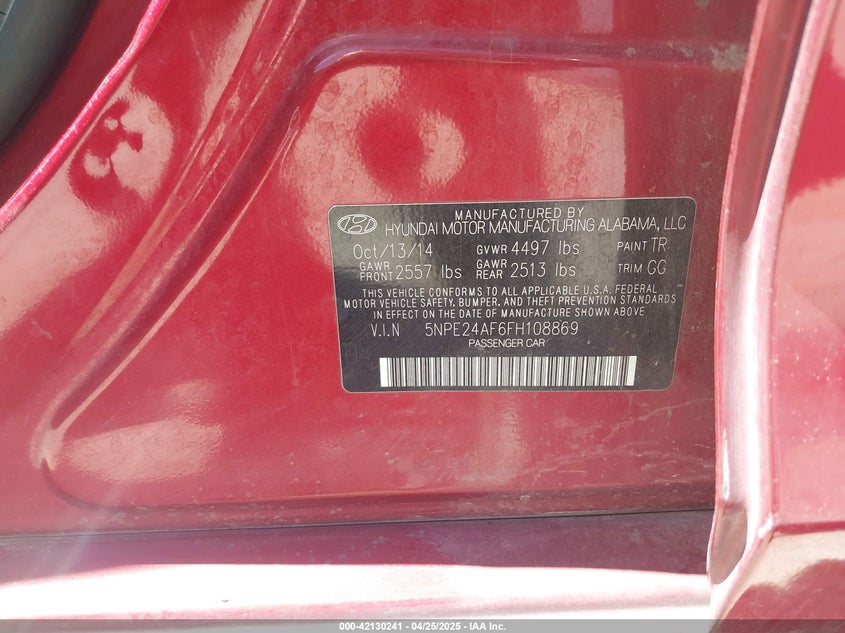 MANUFACTURED BY
HYUNDAI MOTOR MANUFACTURING ALABAMA, LLC
Oct/13/14 GVWR 4497 lbs PAINT TR
GAWR FRONT 2557 lbs GAWR REAR 2513 lbs TRIM GG
THIS VEHICLE CONFORMS TO ALL APPLICABLE U.S.A. FEDERAL
MOTOR VEHICLE SAFETY, BUMPER, AND THEFT PREVENTION STANDARDS
IN EFFECT ON THE DATE OF MANUFACTURE SHOWN ABOVE.
V.I.N 5NPE24AF6FH108869
PASSENGER CAR
000-42130241 | 04/25/2025 - IAA Inc.